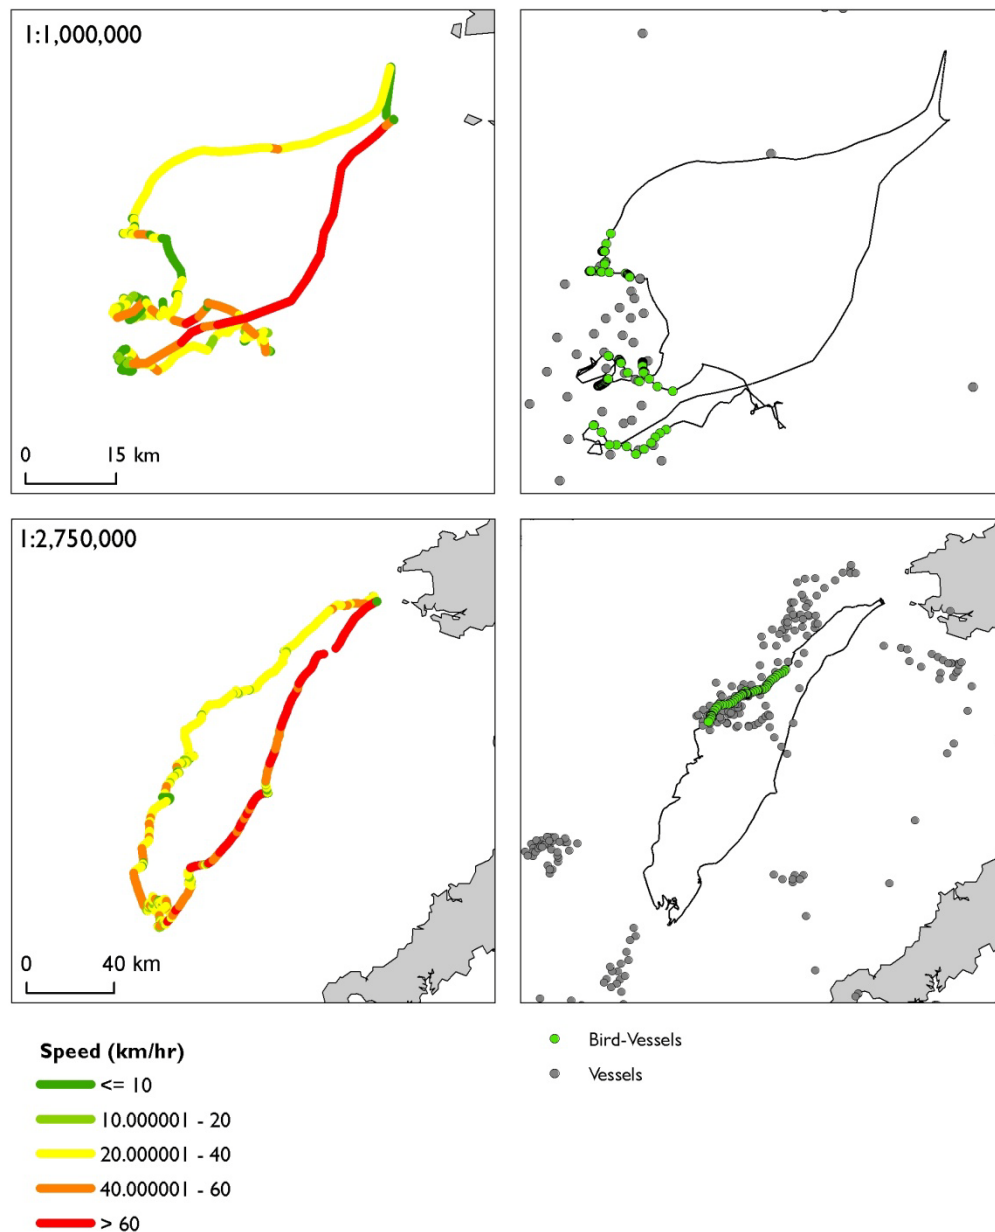 1:1,000,000
0 15 km
1:2,750,000
0 40 km
Speed (km/hr)
<= 10
10.000001 - 20
20.000001 - 40
40.000001 - 60
> 60
Bird-Vessels
Vessels